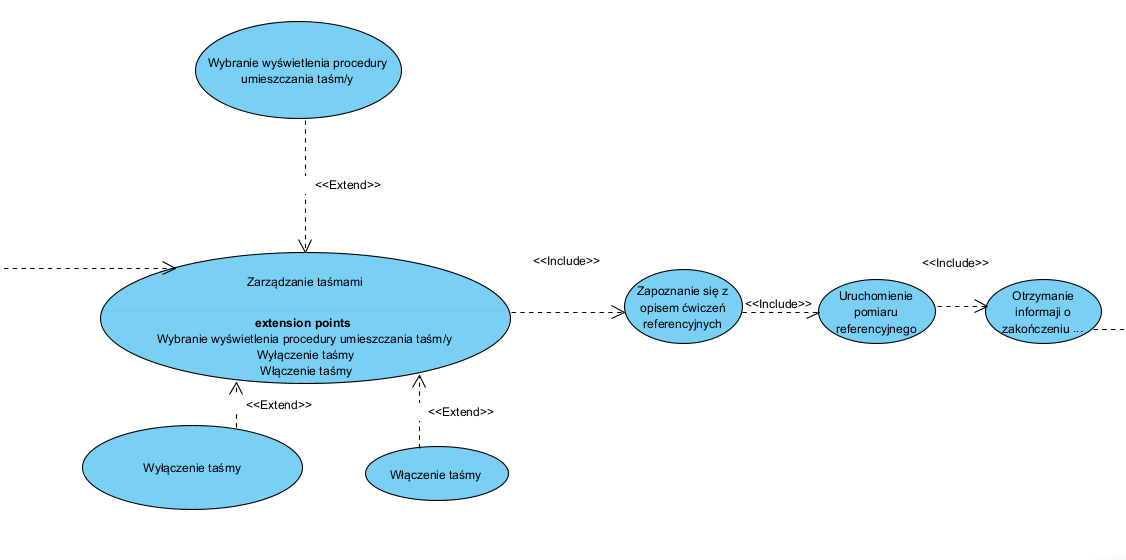 Wybranie wyświetlenia procedury
umieszczania taśm/y
<<Extend>>
Zarządzanie taśmami
extension points
Wybranie wyświetlenia procedury umieszczania taśm/y
Wyłączenie taśmy
Włączenie taśmy
<<Include>>
Zapoznanie się z
opisem ćwiczeń
referencyjnych
<<Include>>
Uruchomienie
pomiaru
referencyjnego
<<Include>>
Otrzymanie
informaji o
zakończeniu ...
<<Extend>>
<<Extend>>
Wyłączenie taśmy
Włączenie taśmy